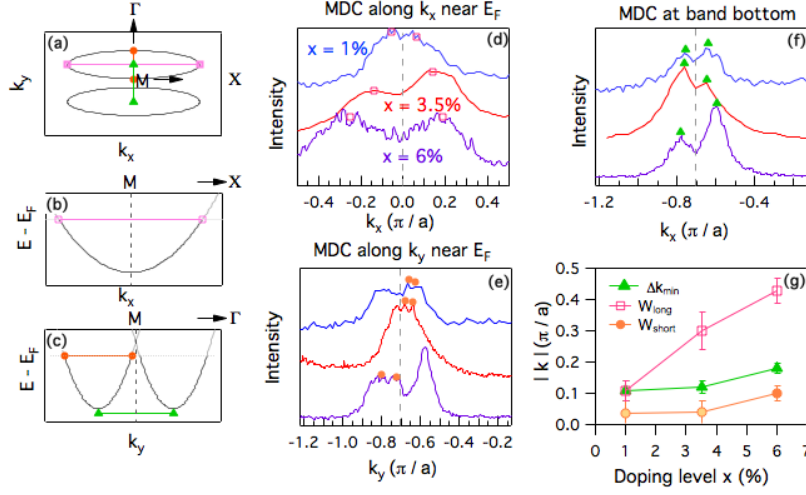 Γ
(a)
k_y
M
X
k_x
M
X
(b)
E - E_F
k_x
M
Γ
(c)
E - E_F
k_y
MDC along k_x near E_F
(d)
x = 1%
x = 3.5%
x = 6%
Intensity
-0.4 -0.2 0.0 0.2 0.4
k_x (π / a)
MDC along k_y near E_F
(e)
Intensity
-1.2 -1.0 -0.8 -0.6 -0.4 -0.2
k_y (π / a)
MDC at band bottom
(f)
Intensity
-1.2 -0.8 -0.4
k_x (π / a)
(g)
Δk_min
W_long
W_short
| k | (π / a)
0.5
0.4
0.3
0.2
0.1
0.0
0 1 2 3 4 5 6 7
Doping level x (%)